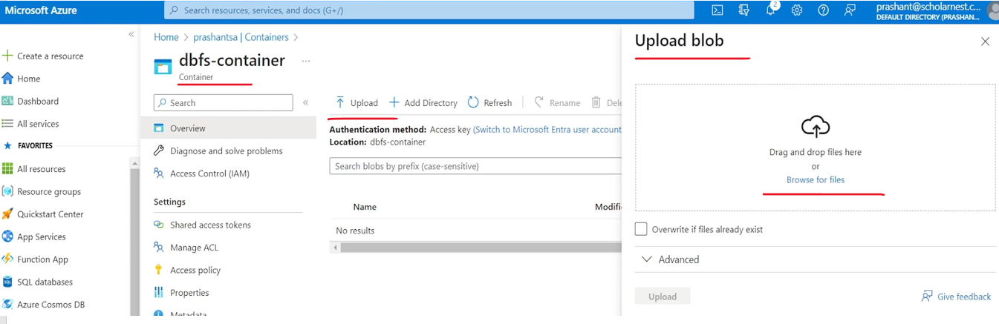 Microsoft Azure
Search resources, services, and docs (G+/)
2
prashant@scholarnest.c...
DEFAULT DIRECTORY (PRASHAN...
«
Create a resource
Home
Dashboard
All services
FAVORITES
All resources
Resource groups
Quickstart Center
App Services
Function App
SQL databases
Azure Cosmos DB
Home > prashantsa | Containers >
dbfs-container ...
Container
Search «
Overview
Diagnose and solve problems
Access Control (IAM)
Settings
Shared access tokens
Manage ACL
Access policy
Properties
Metadata
Upload Add Directory Refresh Rename Dele
Authentication method: Access key (Switch to Microsoft Entra user account
Location: dbfs-container
Search blobs by prefix (case-sensitive)
Name Modifi
No results
Upload blob
Drag and drop files here
or
Browse for files
Overwrite if files already exist
Advanced
Upload
Give feedback